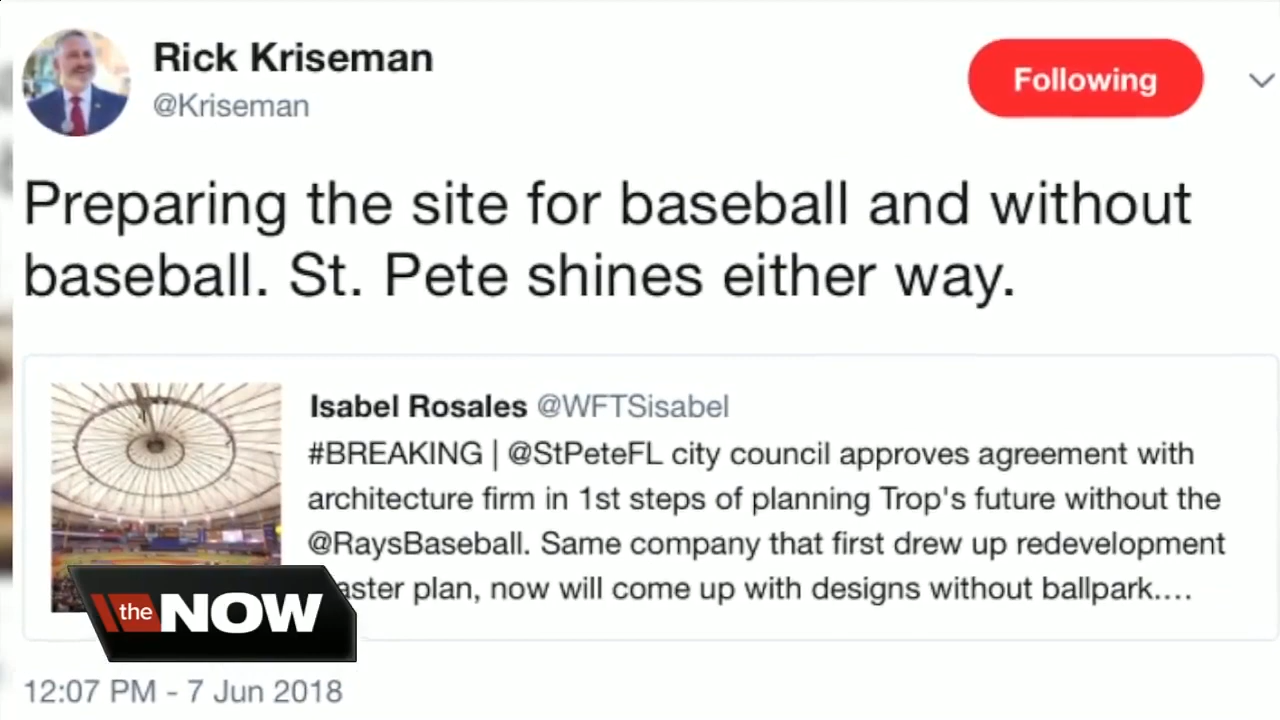 Rick Kriseman
@Kriseman
Following
Preparing the site for baseball and without
baseball. St. Pete shines either way.
Isabel Rosales @WFTSisabel
#BREAKING | @StPeteFL city council approves agreement with
architecture firm in 1st steps of planning Trop's future without the
@RaysBaseball. Same company that first drew up redevelopment
plan, now will come up with designs without ballpark....
the NOW
12:07 PM - 7 Jun 2018